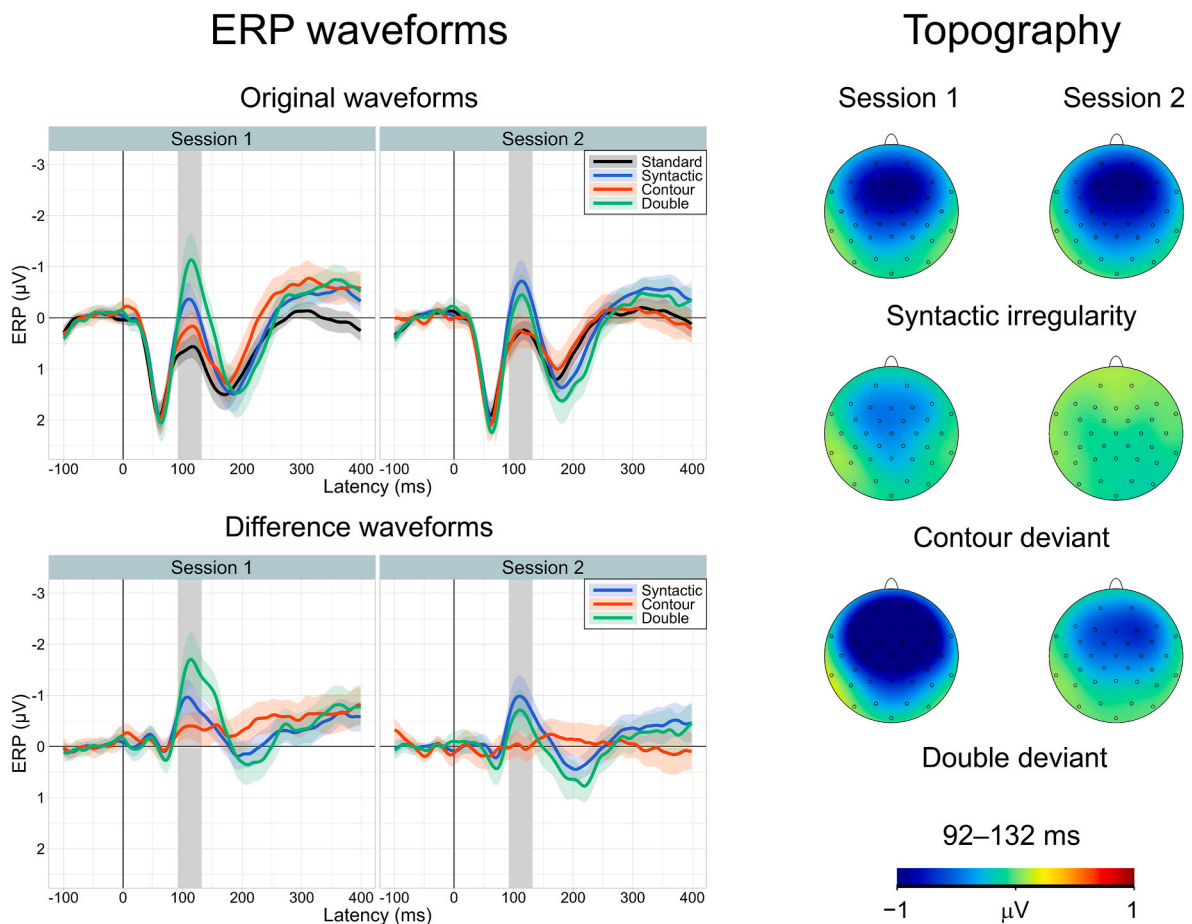 ERP waveforms
Topography
Original waveforms
Session 1
Session 2
-3
-2
-1
0
1
2
ERP (µV)
Standard
Syntactic
Contour
Double
-100 0 100 200 300 400
-100 0 100 200 300 400
Latency (ms)
Difference waveforms
Session 1
Session 2
-3
-2
-1
0
1
2
ERP (µV)
Syntactic
Contour
Double
-100 0 100 200 300 400
-100 0 100 200 300 400
Latency (ms)
Session 1
Session 2
Syntactic irregularity
Contour deviant
Double deviant
92–132 ms
−1 µV 1